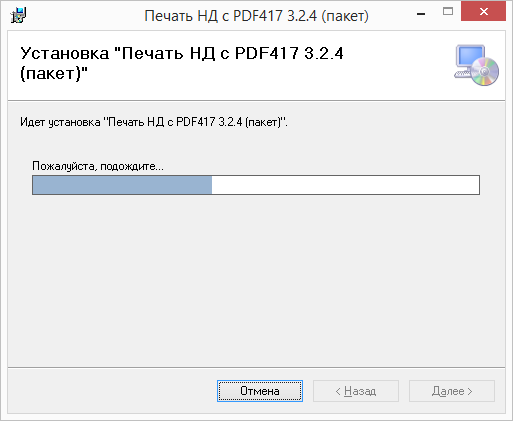 Печать НД с PDF417 3.2.4 (пакет)
Установка "Печать НД с PDF417 3.2.4
(пакет)"
Идет установка "Печать НД с PDF417 3.2.4 (пакет)".
Пожалуйста, подождите...
Отмена
< Назад
Далее >